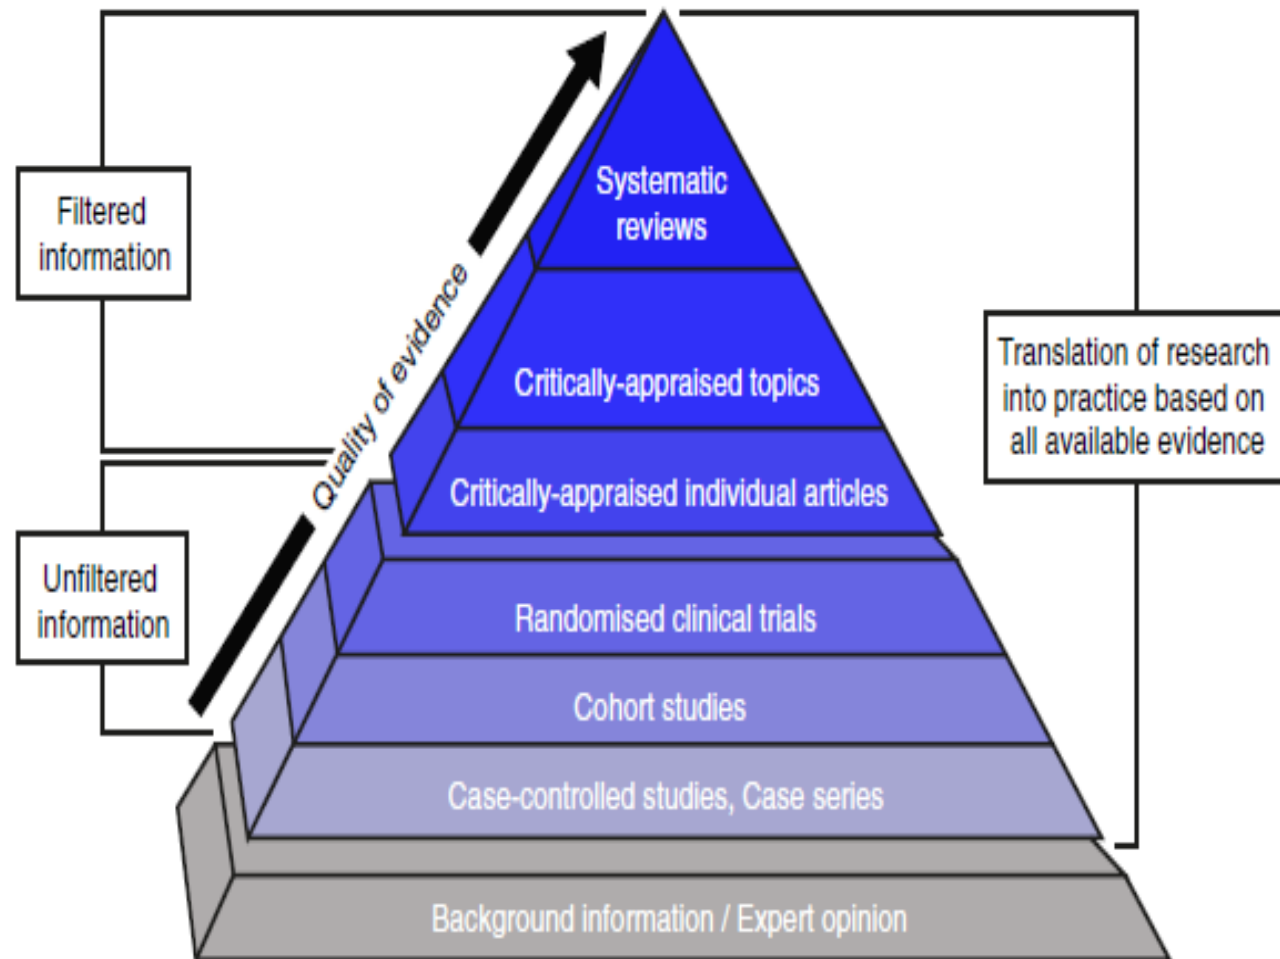 Filtered
information
Unfiltered
information
Quality of evidence
Systematic
reviews
Critically-appraised topics
Critically-appraised individual articles
Randomised clinical trials
Cohort studies
Case-controlled studies, Case series
Background information / Expert opinion
Translation of research
into practice based on
all available evidence